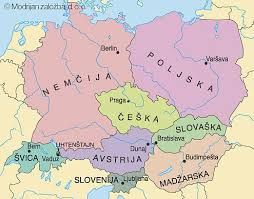 © Modrijan založba, d.o.o.
Berlin
POLJSKA
NEMČIJA
Varšava
Praga
ČEŠKA
SLOVAŠKA
Bratislava
Dunaj
LIHTENŠTAJN
Bern
Vaduz
AVSTRIJA
ŠVICA
Budimpešta
SLOVENIJA
Ljubljana
MADŽARSKA